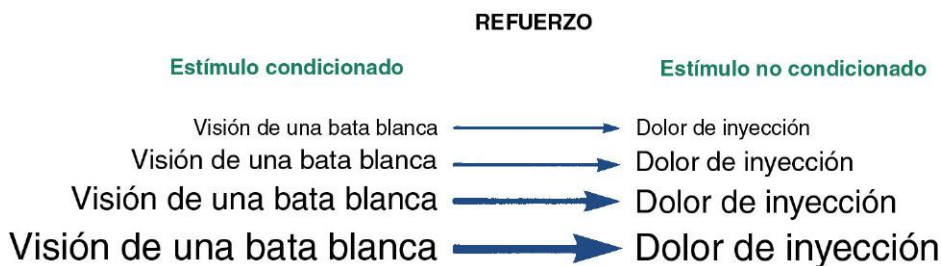 REFUERZO
Estímulo condicionado Estímulo no condicionado
Visión de una bata blanca Dolor de inyección
Visión de una bata blanca Dolor de inyección
Visión de una bata blanca Dolor de inyección
Visión de una bata blanca Dolor de inyección